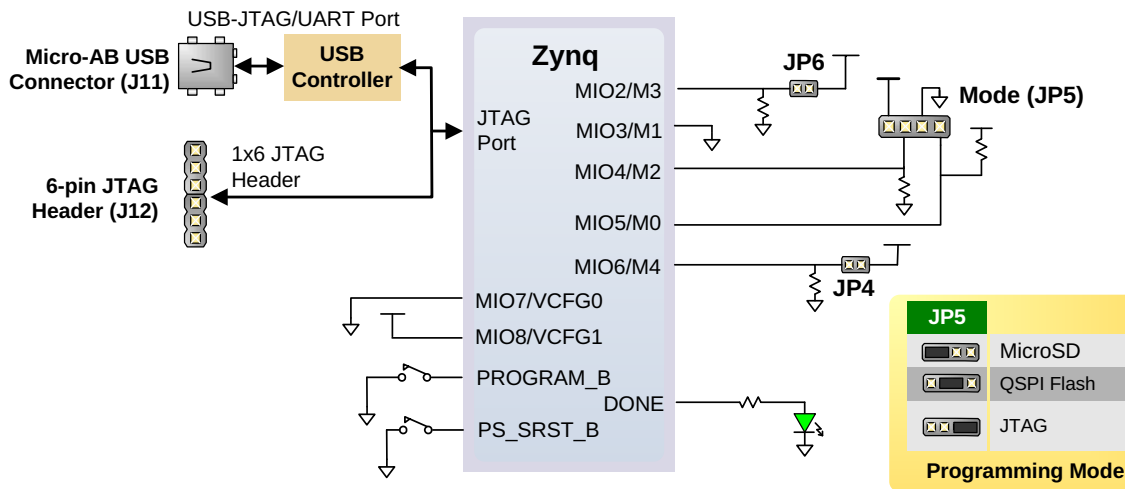 USB-JTAG/UART Port
Micro-AB USB
Connector (J11)
USB
Controller
1x6 JTAG
Header
6-pin JTAG
Header (J12)
Zynq
JTAG
Port
MIO2/M3
MIO3/M1
MIO4/M2
MIO5/M0
MIO6/M4
MIO7/VCFG0
MIO8/VCFG1
PROGRAM_B
DONE
PS_SRST_B
JP6
Mode (JP5)
JP4
JP5
MicroSD
QSPI Flash
JTAG
Programming Mode